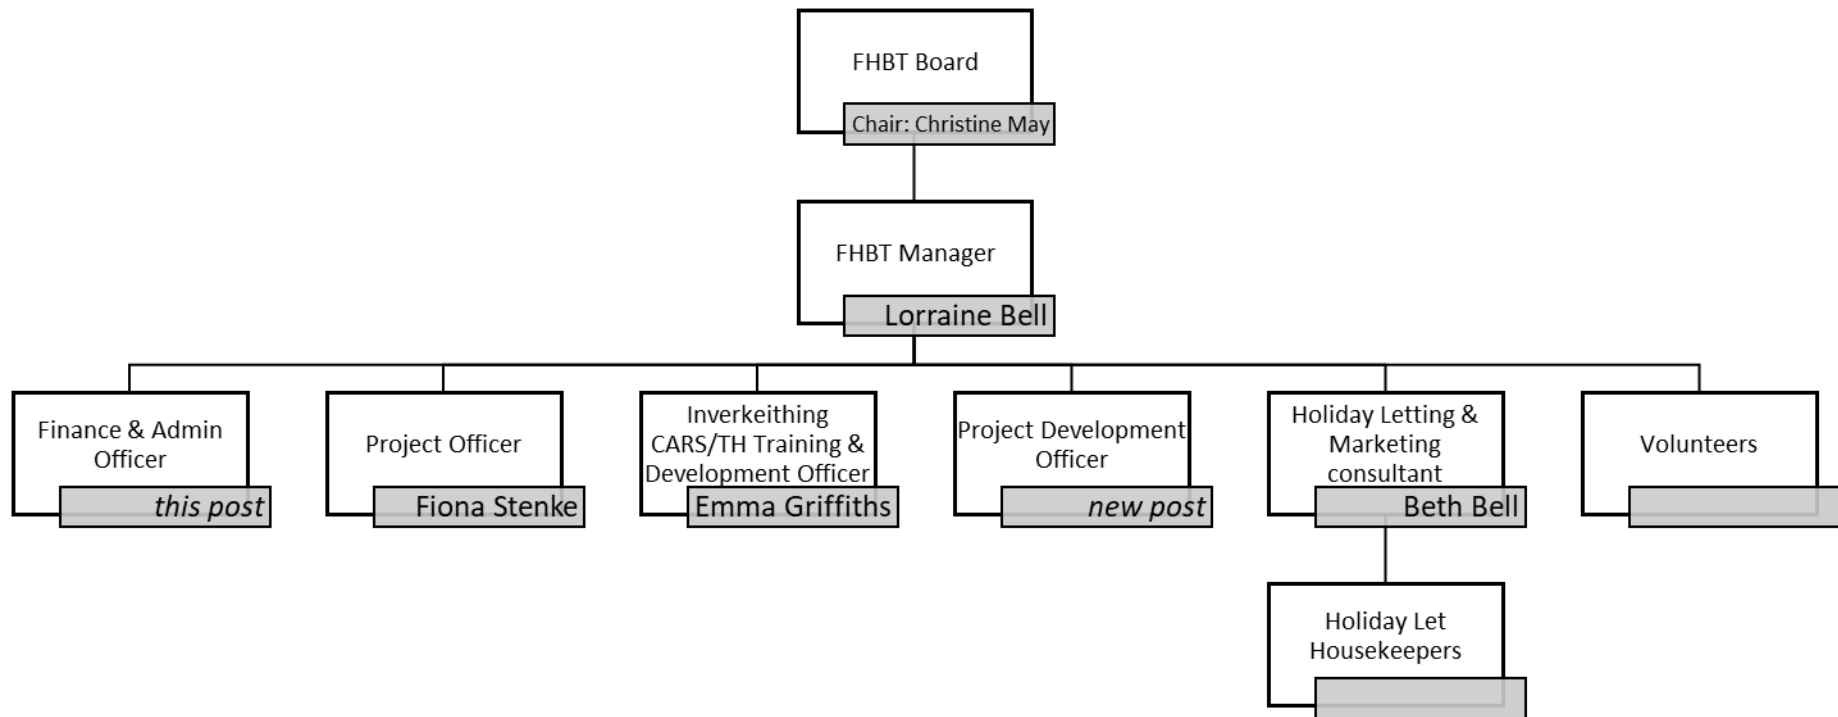 FHBT Board
Chair: Christine May
FHBT Manager
Lorraine Bell
Finance & Admin
Officer
this post
Project Officer
Fiona Stenke
Inverkeithing
CARS/TH Training &
Development Officer
Emma Griffiths
Project Development
Officer
new post
Holiday Letting &
Marketing
consultant
Beth Bell
Volunteers
Holiday Let
Housekeepers